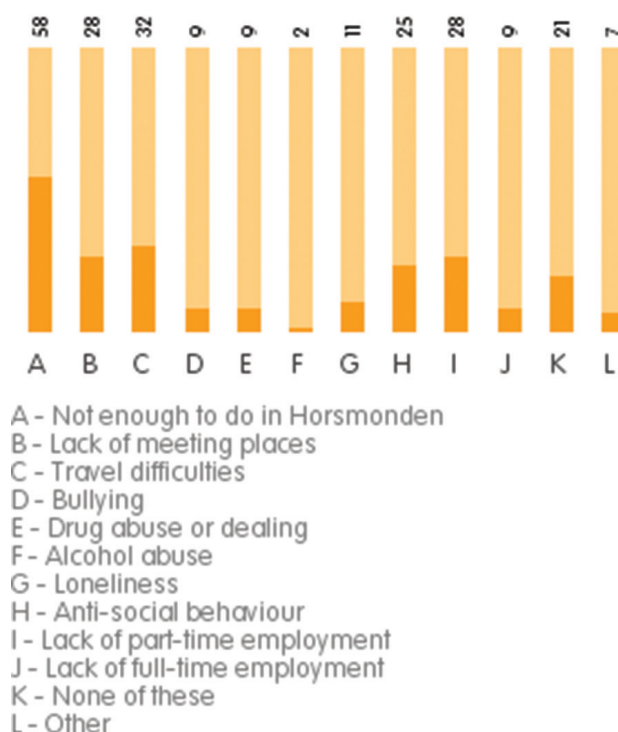 58 28 32 9 9 2 11 25 28 9 21 7
A B C D E F G H I J K L
A - Not enough to do in Horsmonden
B - Lack of meeting places
C - Travel difficulties
D - Bullying
E - Drug abuse or dealing
F - Alcohol abuse
G - Loneliness
H - Anti-social behaviour
I - Lack of part-time employment
J - Lack of full-time employment
K - None of these
L - Other